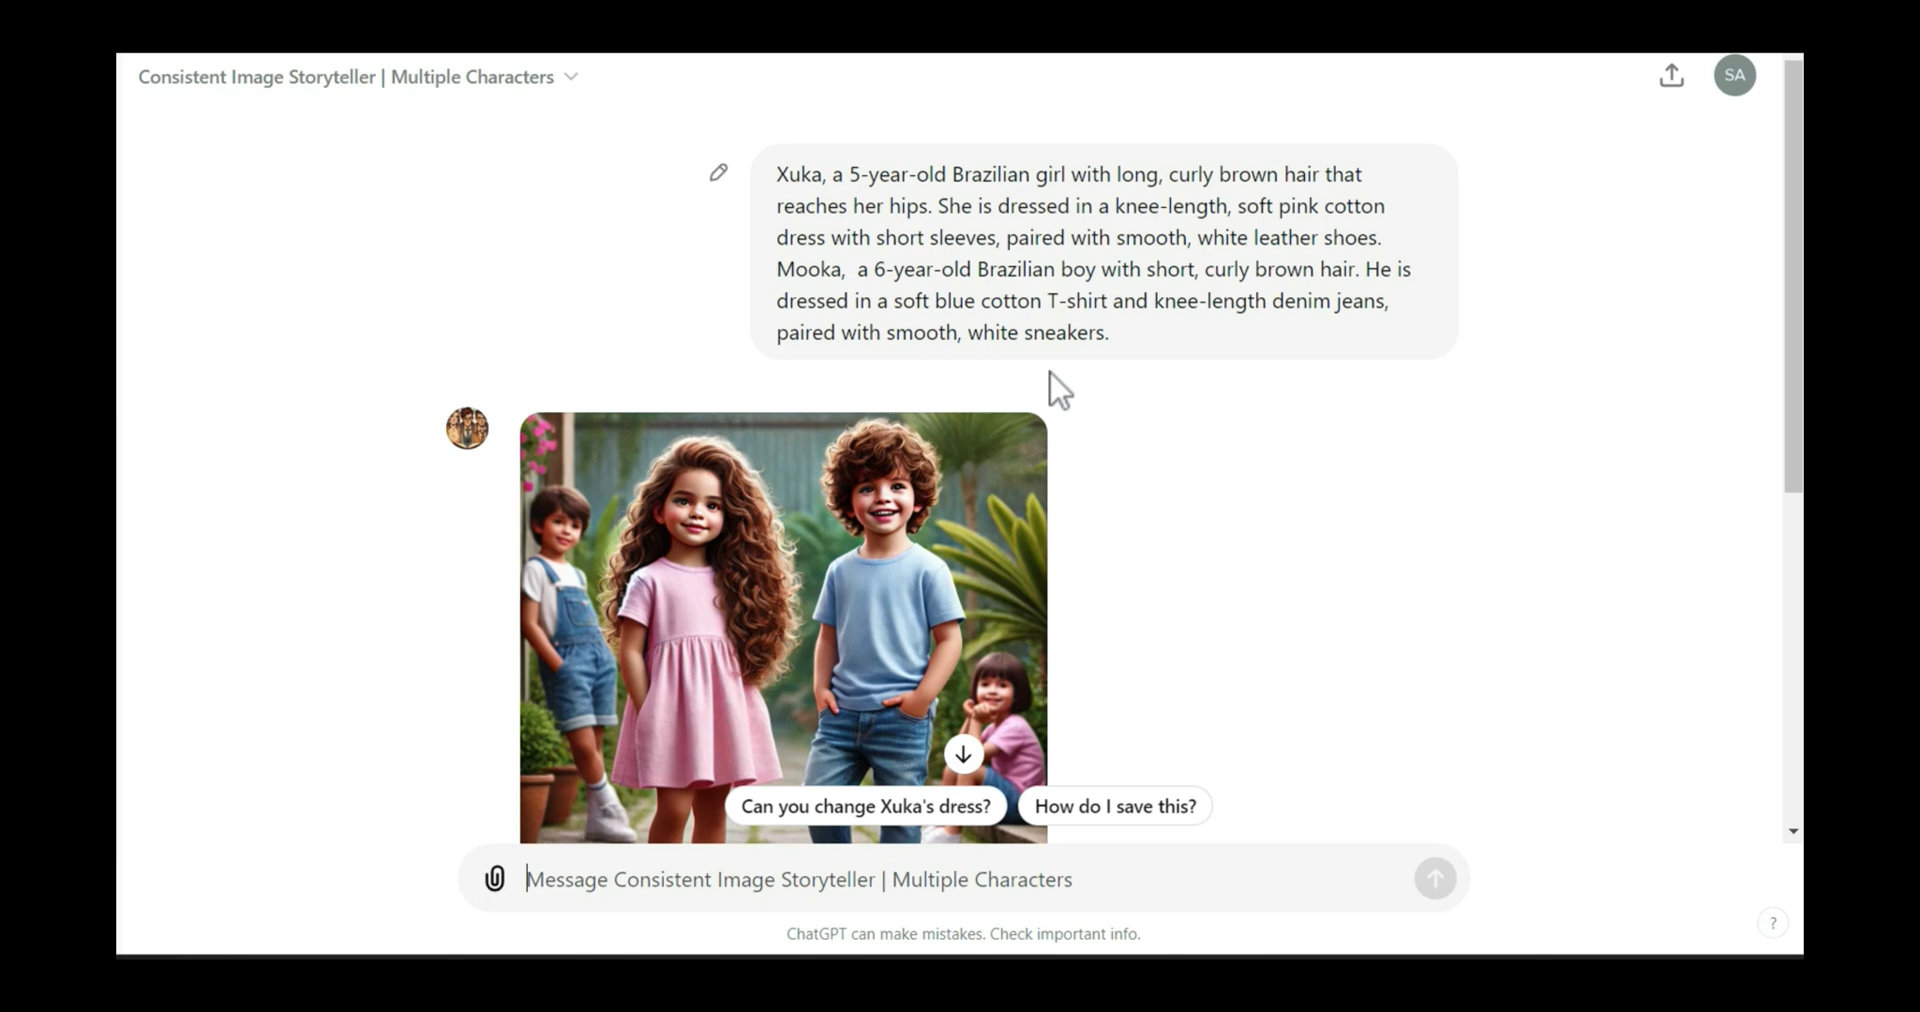 Consistent Image Storyteller | Multiple Characters
SA
Xuka, a 5-year-old Brazilian girl with long, curly brown hair that
reaches her hips. She is dressed in a knee-length, soft pink cotton
dress with short sleeves, paired with smooth, white leather shoes.
Mooka,  a 6-year-old Brazilian boy with short, curly brown hair. He is
dressed in a soft blue cotton T-shirt and knee-length denim jeans,
paired with smooth, white sneakers.
Can you change Xuka's dress?
How do I save this?
Message Consistent Image Storyteller | Multiple Characters
ChatGPT can make mistakes. Check important info.
?